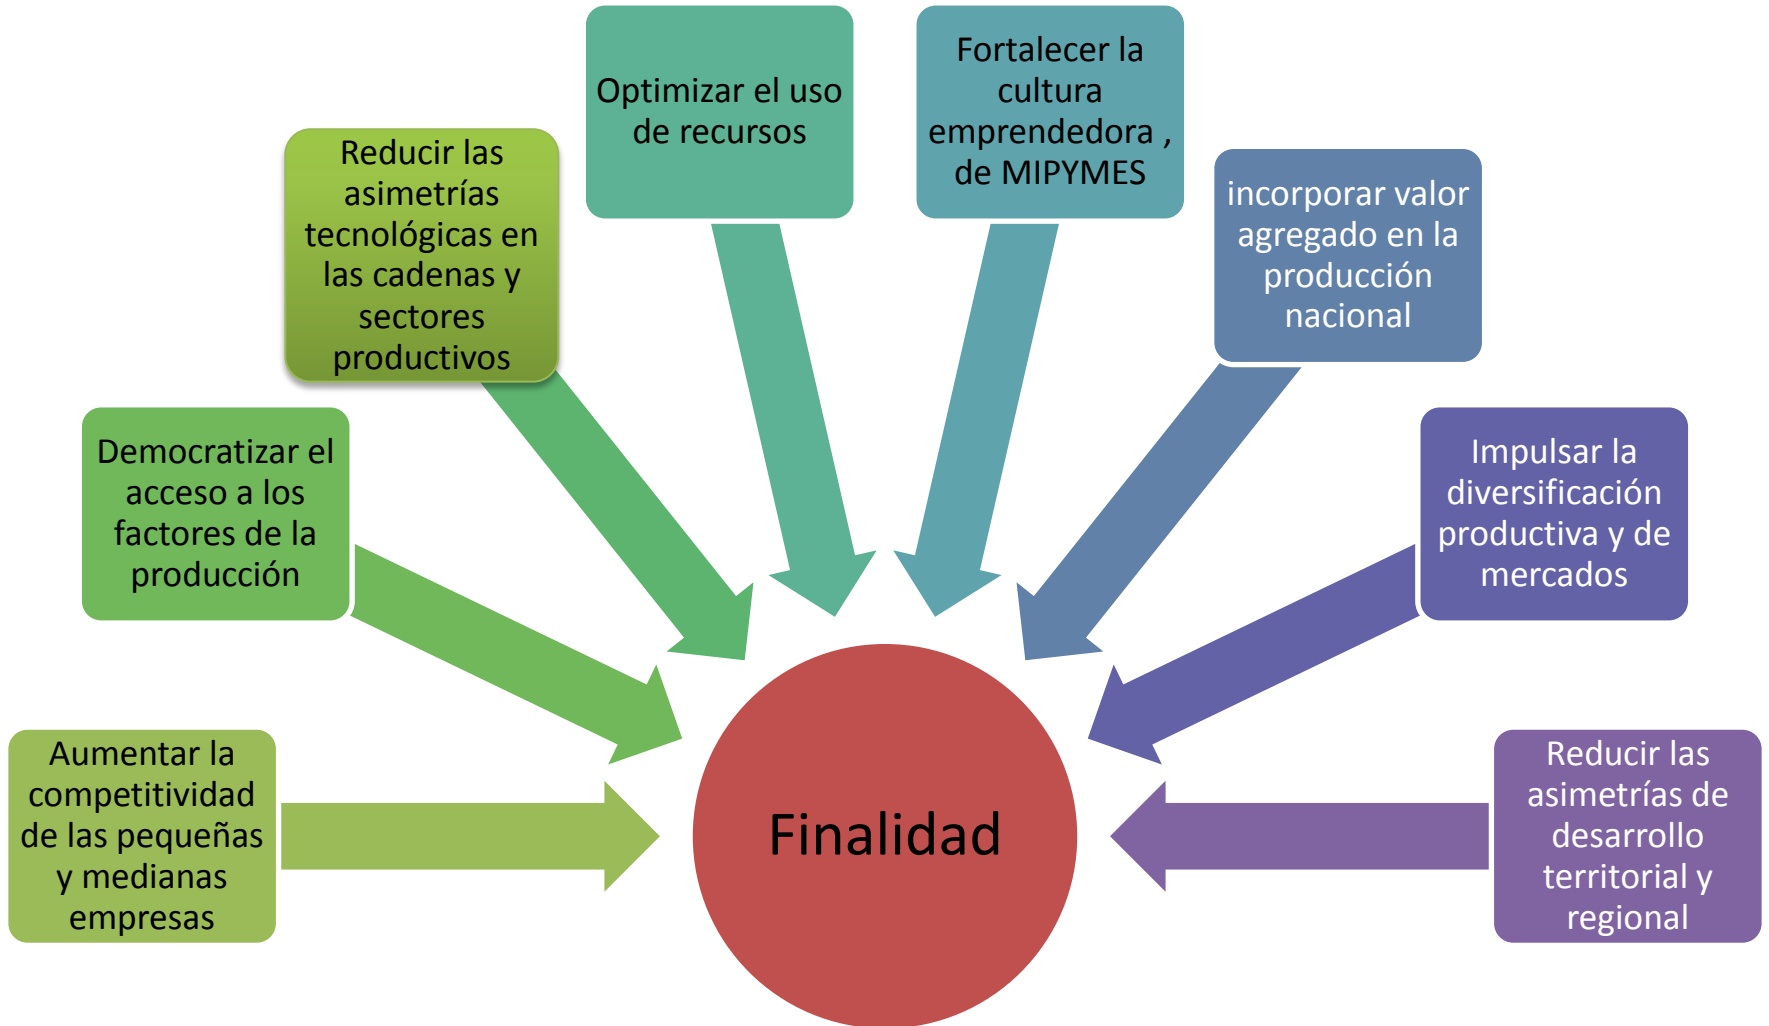 Optimizar el uso
de recursos
Fortalecer la
cultura
emprendedora ,
de MIPYMES
Reducir las
asimetrías
tecnológicas en
las cadenas y
sectores
productivos
incorporar valor
agregado en la
producción
nacional
Democratizar el
acceso a los
factores de la
producción
Impulsar la
diversificación
productiva y de
mercados
Aumentar la
competitividad
de las pequeñas
y medianas
empresas
Finalidad
Reducir las
asimetrías de
desarrollo
territorial y
regional